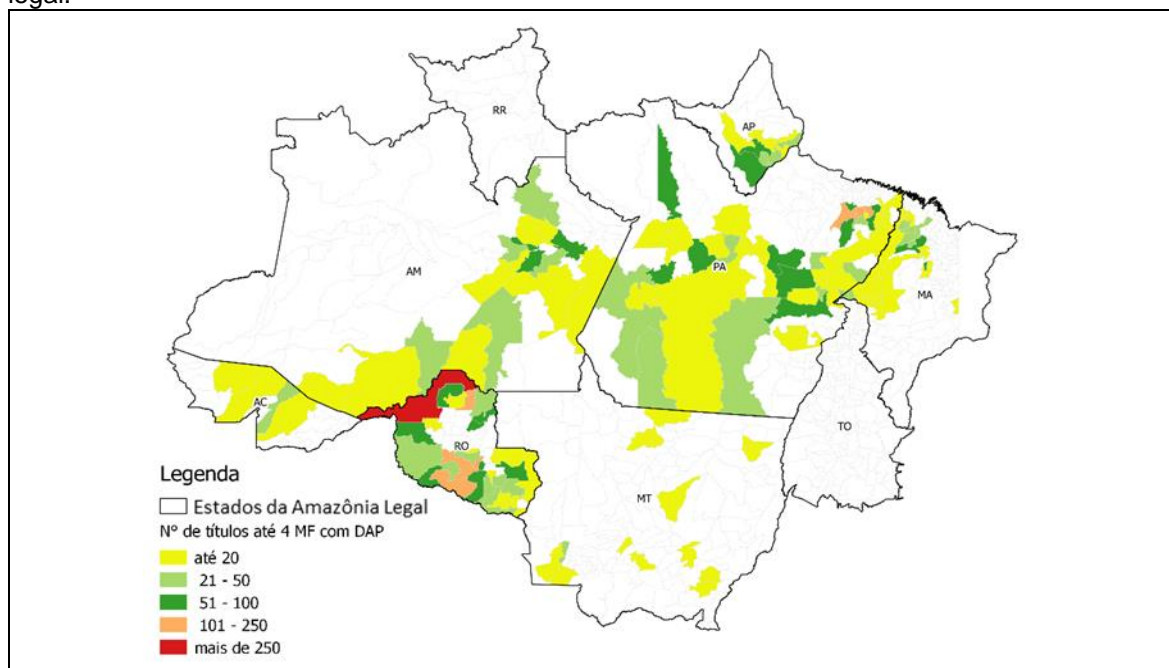 legal.
RR
AP
AM
PA
MA
AC
TO
RO
MT
Legenda
Estados da Amazônia Legal
N° de títulos até 4 MF com DAP
até 20
21 - 50
51 - 100
101 - 250
mais de 250